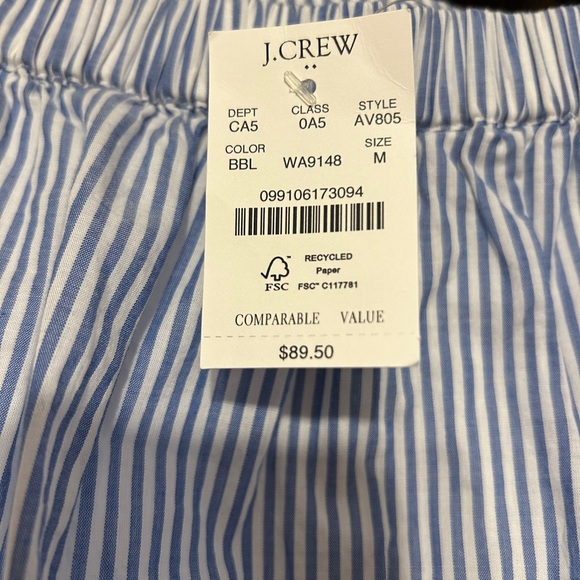 J.CREW
DEPT CLASS STYLE
CA5 0A5 AV805
COLOR SIZE
BBL WA9148 M
099106173094
RECYCLED
Paper
FSC FSC™ C117781
COMPARABLE VALUE
$89.50